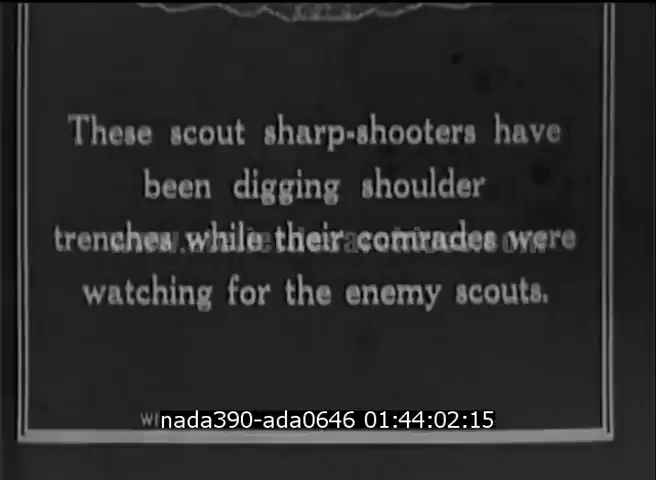 These scout sharp-shooters have
been digging shoulder
trenches while their comrades were
watching for the enemy scouts.
nada390-ada0646 01:44:02:15